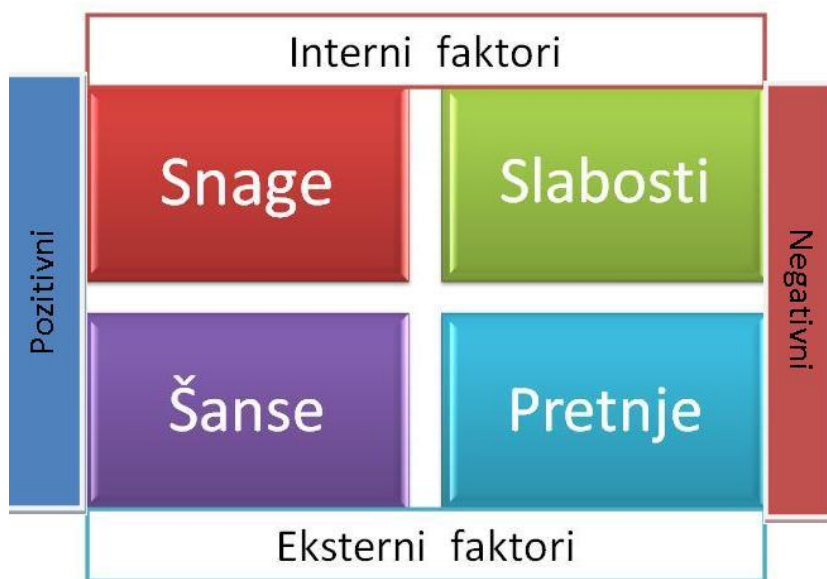 Interni faktori
Pozitivni
Snage
Slabosti
Negativni
Šanse
Pretnje
Eksterni faktori